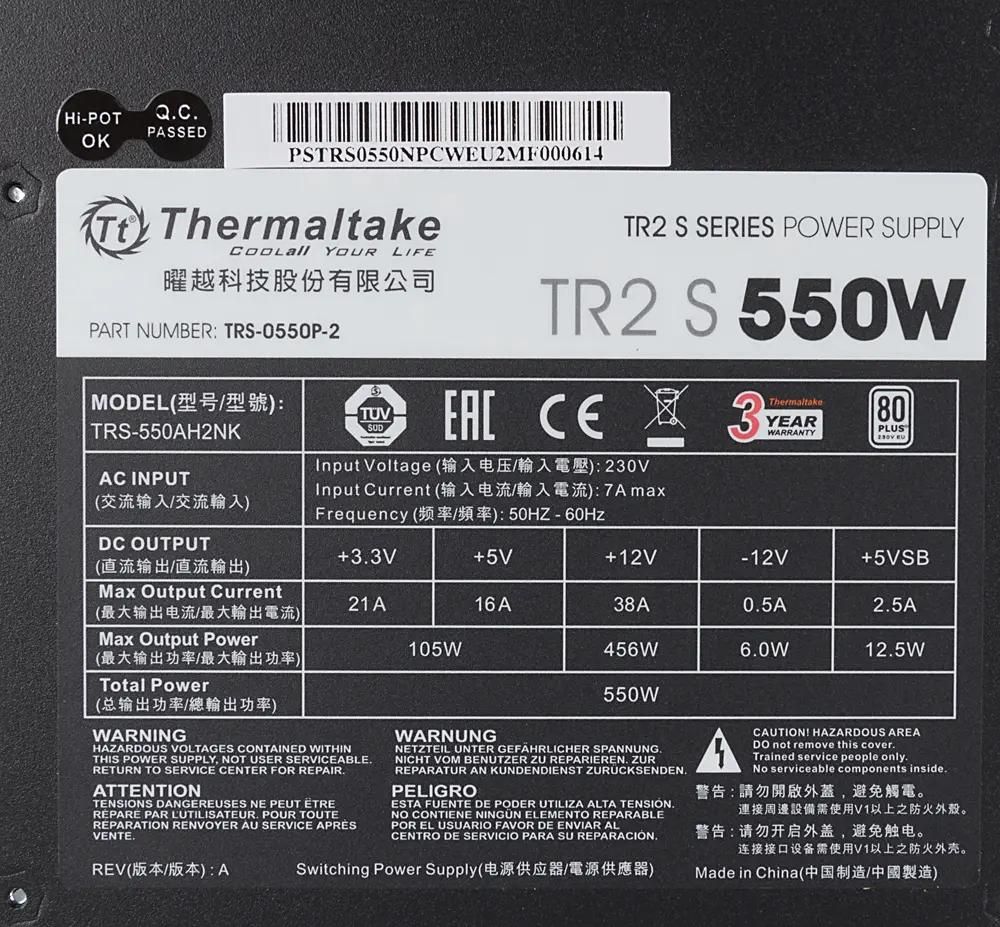 Hi-POT
OK
Q.C.
PASSED
PSTRS0550NPCWEU2MF000614
Tt® Thermaltake
COOLall YOUR LIFE
曜越科技股份有限公司
PART NUMBER: TRS-0550P-2
TR2 S SERIES POWER SUPPLY
TR2 S 550W
MODEL(型号/型號):
TRS-550AH2NK
TÜV
SÜD
EAC
CE
Thermaltake
3 YEAR
WARRANTY
80
PLUS
230V EU
AC INPUT
(交流输入/交流輸入)
Input Voltage (输入电压/輸入電壓): 230V
Input Current (输入电流/輸入電流): 7A max
Frequency (频率/頻率): 50HZ - 60Hz
DC OUTPUT
(直流输出/直流輸出)
+3.3V +5V +12V -12V +5VSB
Max Output Current
(最大输出电流/最大輸出電流)
21A 16A 38A 0.5A 2.5A
Max Output Power
(最大输出功率/最大輸出功率)
105W 456W 6.0W 12.5W
Total Power
(总输出功率/總輸出功率)
550W
WARNING
HAZARDOUS VOLTAGES CONTAINED WITHIN
THIS POWER SUPPLY, NOT USER SERVICEABLE.
RETURN TO SERVICE CENTER FOR REPAIR.
ATTENTION
TENSIONS DANGEREUSES NE PEUT ÊTRE
RÉPARÉ PAR L'UTILISATEUR. POUR TOUTE
RÉPARATION RENVOYER AU SERVICE APRÈS
VENTE.
WARNUNG
NETZTEIL UNTER GEFÄHRLICHER SPANNUNG.
NICHT VOM BENUTZER ZU REPARIEREN. ZUR
REPARATUR AN KUNDENDIENST ZURÜCKSENDEN.
PELIGRO
ESTA FUENTE DE PODER UTILIZA ALTA TENSIÓN.
NO CONTIENE NINGÚN ELEMENTO REPARABLE
POR EL USUARIO FAVOR DE ENVIAR AL
CENTRO DE SERVICIO PARA SU REPARACIÓN.
CAUTION! HAZARDOUS AREA
DO not remove this cover.
Trained service people only.
No serviceable components inside.
警告：請勿開啟外蓋，避免觸電。
連接周邊設備需使用V1以上之防火外殼。
警告：请勿开启外盖，避免触电。
连接接口设备需使用V1以上之防火外壳。
REV(版本/版本) : A
Switching Power Supply(电源供应器/電源供應器)
Made in China(中国制造/中國製造)